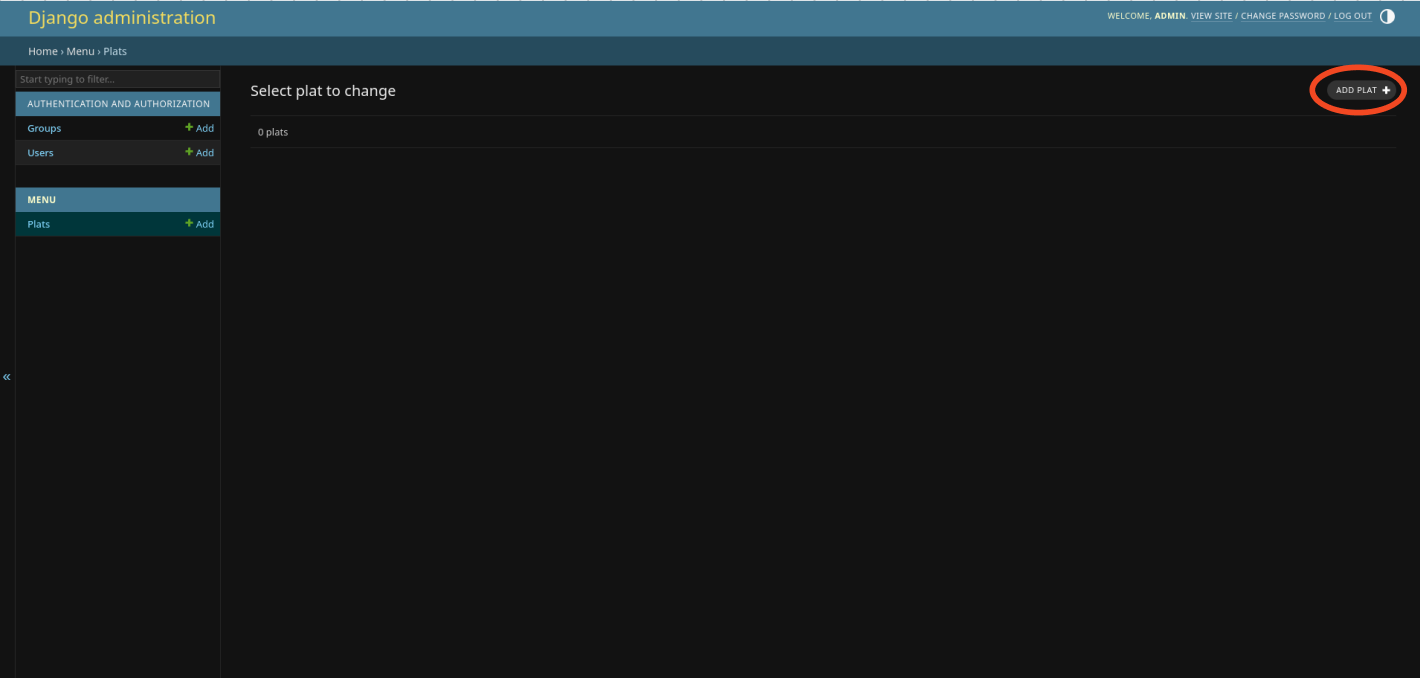 Django administration
WELCOME, ADMIN. VIEW SITE / CHANGE PASSWORD / LOG OUT
Home › Menu › Plats
Start typing to filter...
AUTHENTICATION AND AUTHORIZATION
Groups + Add
Users + Add
MENU
Plats + Add
«
Select plat to change
ADD PLAT +
0 plats